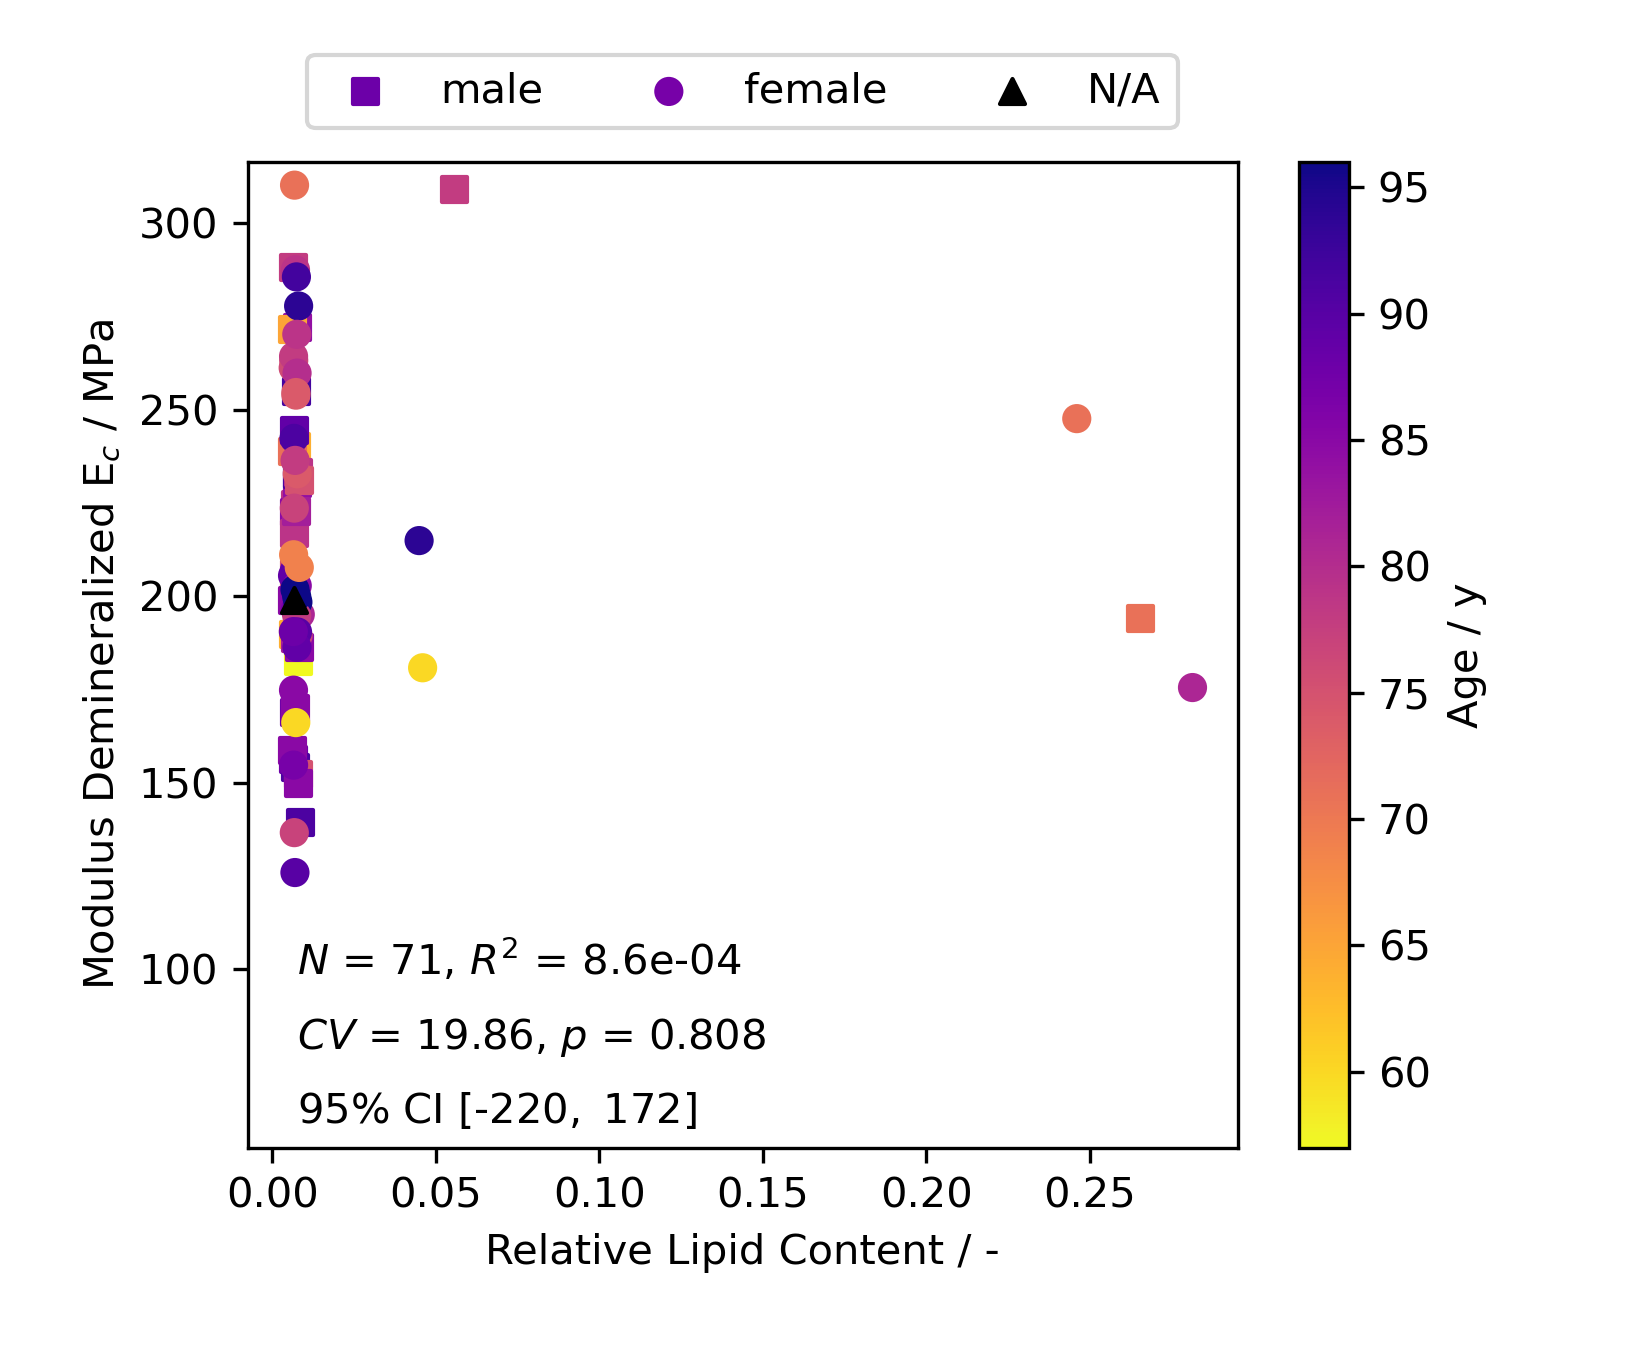 male female N/A
300
250
200
150
100
Modulus Demineralized E_c / MPa
N = 71, R² = 8.6e-04
CV = 19.86, p = 0.808
95% CI [-220, 172]
0.00 0.05 0.10 0.15 0.20 0.25
Relative Lipid Content / -
95
90
85
80
75
70
65
60
Age / y